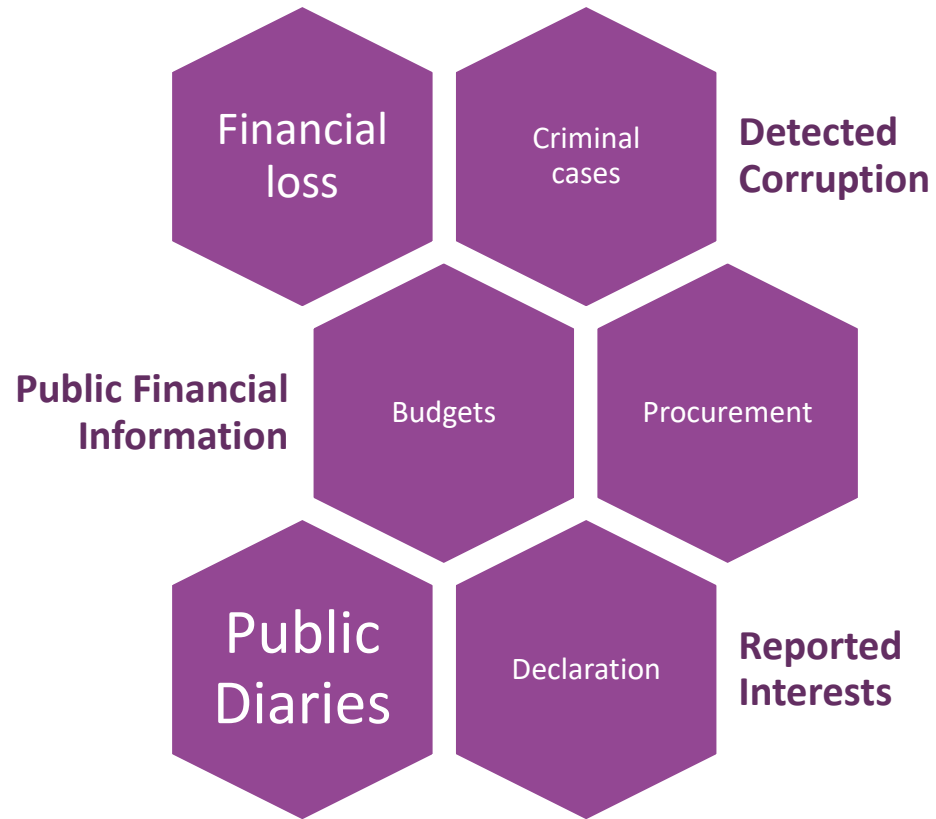 Financial
loss
Criminal
cases
Detected
Corruption
Public Financial
Information
Budgets
Procurement
Public
Diaries
Declaration
Reported
Interests